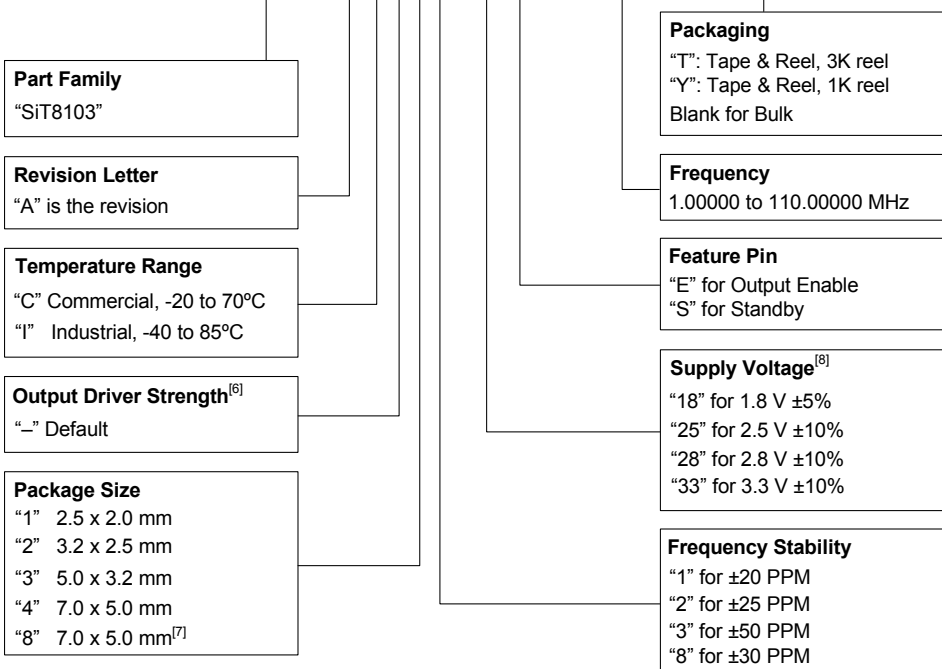 Part Family
“SiT8103”
Revision Letter
“A” is the revision
Temperature Range
“C” Commercial, -20 to 70ºC
“I” Industrial, -40 to 85ºC
Output Driver Strength[6]
“–” Default
Package Size
“1” 2.5 x 2.0 mm
“2” 3.2 x 2.5 mm
“3” 5.0 x 3.2 mm
“4” 7.0 x 5.0 mm
“8” 7.0 x 5.0 mm[7]
Packaging
“T”: Tape & Reel, 3K reel
“Y”: Tape & Reel, 1K reel
Blank for Bulk
Frequency
1.00000 to 110.00000 MHz
Feature Pin
“E” for Output Enable
“S” for Standby
Supply Voltage[8]
“18” for 1.8 V ±5%
“25” for 2.5 V ±10%
“28” for 2.8 V ±10%
“33” for 3.3 V ±10%
Frequency Stability
“1” for ±20 PPM
“2” for ±25 PPM
“3” for ±50 PPM
“8” for ±30 PPM